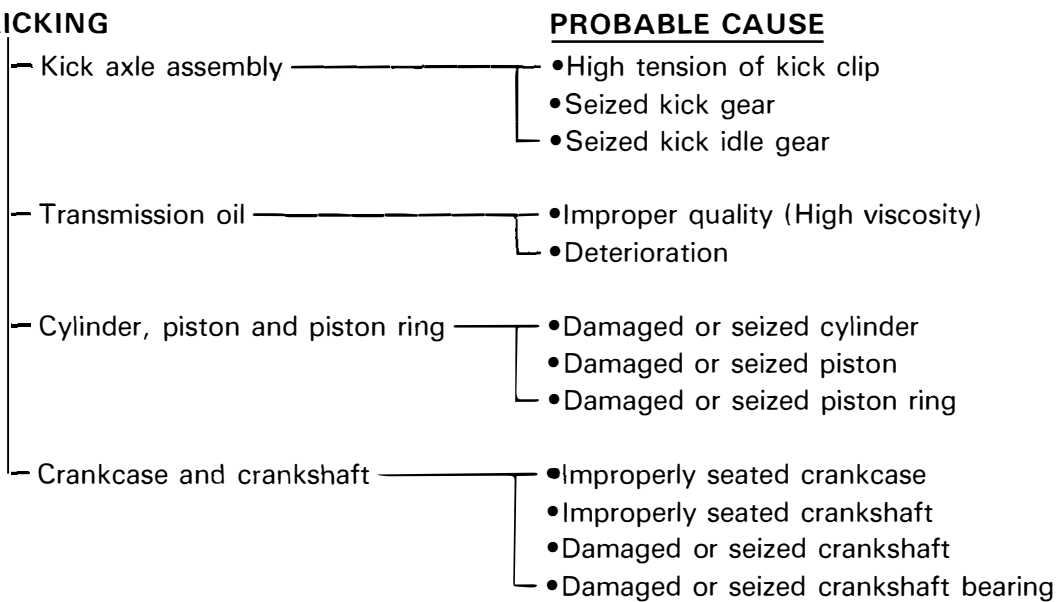 ICKING PROBABLE CAUSE
Kick axle assembly •High tension of kick clip
•Seized kick gear
•Seized kick idle gear
Transmission oil •Improper quality (High viscosity)
•Deterioration
Cylinder, piston and piston ring •Damaged or seized cylinder
•Damaged or seized piston
•Damaged or seized piston ring
Crankcase and crankshaft •Improperly seated crankcase
•Improperly seated crankshaft
•Damaged or seized crankshaft
•Damaged or seized crankshaft bearing